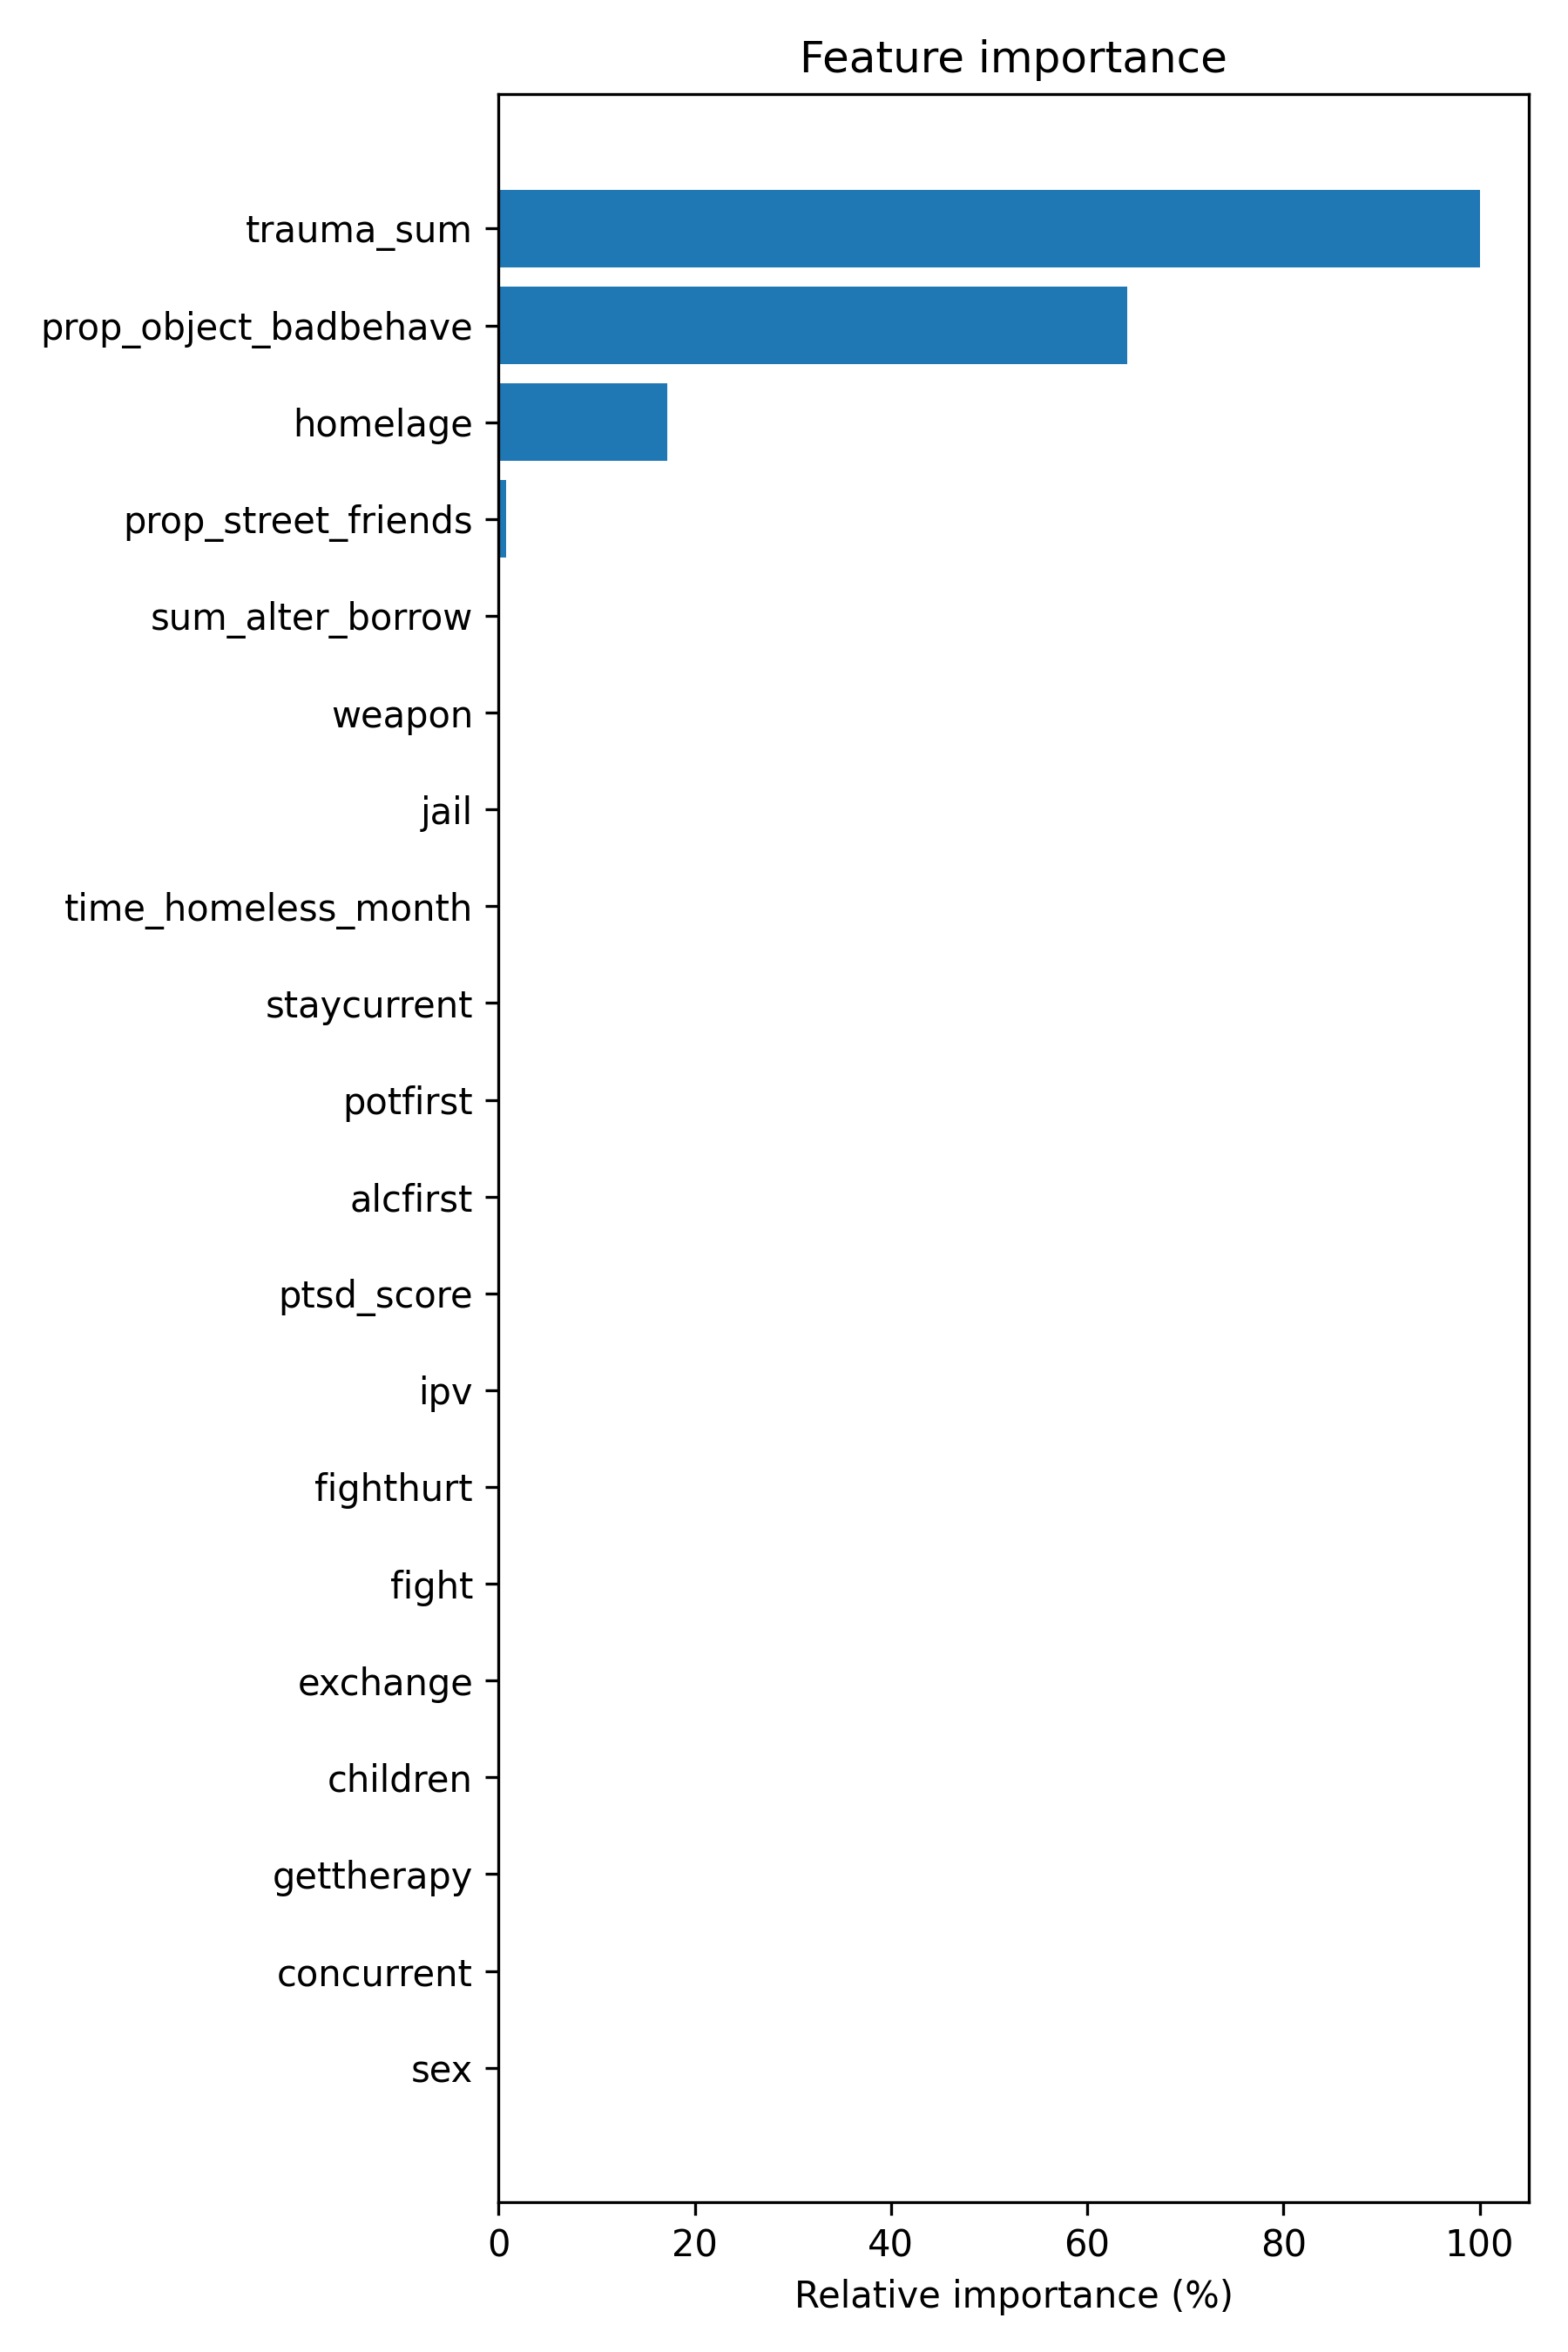 Feature importance
trauma_sum
prop_object_badbehave
homelage
prop_street_friends
sum_alter_borrow
weapon
jail
time_homeless_month
staycurrent
potfirst
alcfirst
ptsd_score
ipv
fighthurt
fight
exchange
children
gettherapy
concurrent
sex
0 20 40 60 80 100
Relative importance (%)